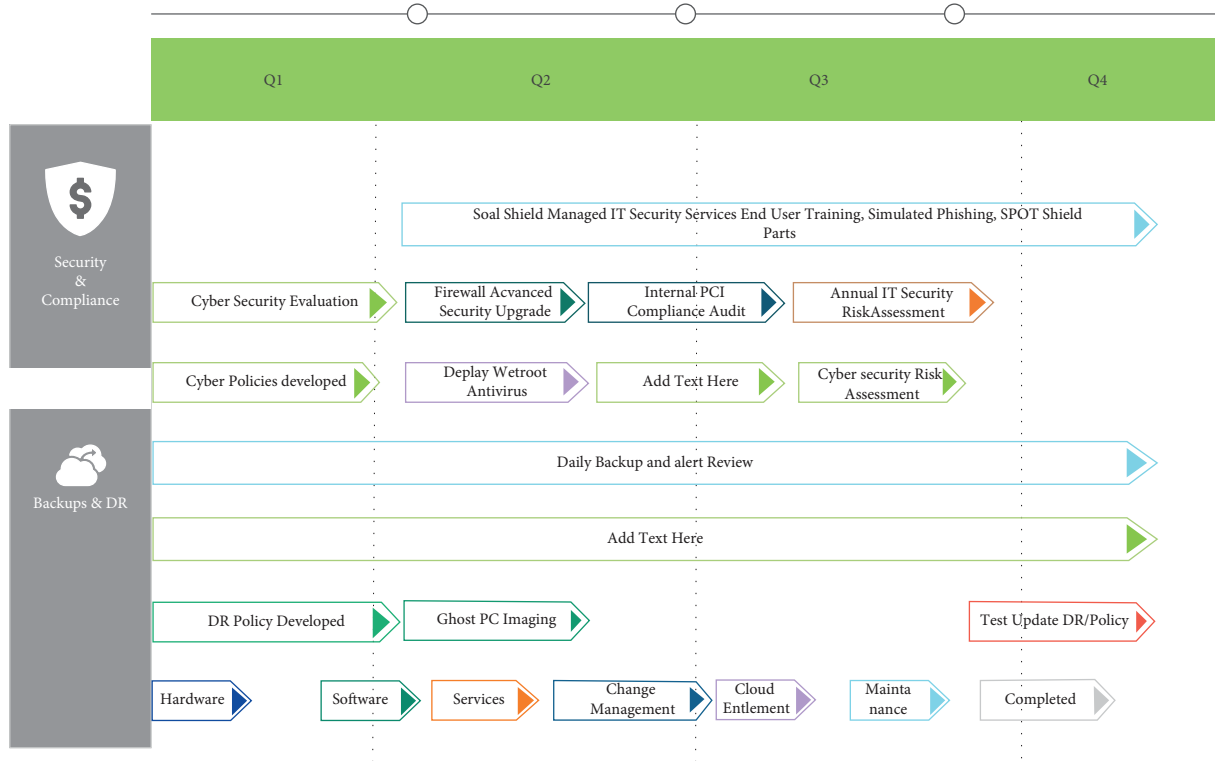 Q1
Q2
Q3
Q4
Security
&
Compliance
Soal Shield Managed IT Security Services End User Training, Simulated Phishing, SPOT Shield
Parts
Cyber Security Evaluation
Firewall Acvanced
Security Upgrade
Internal PCI
Compliance Audit
Annual IT Security
RiskAssessment
Cyber Policies developed
Deplay Wetroot
Antivirus
Add Text Here
Cyber security Risk
Assessment
Backups & DR
Daily Backup and alert Review
Add Text Here
DR Policy Developed
Ghost PC Imaging
Test Update DR/Policy
Hardware
Software
Services
Change
Management
Cloud
Entlement
Mainta
nance
Completed